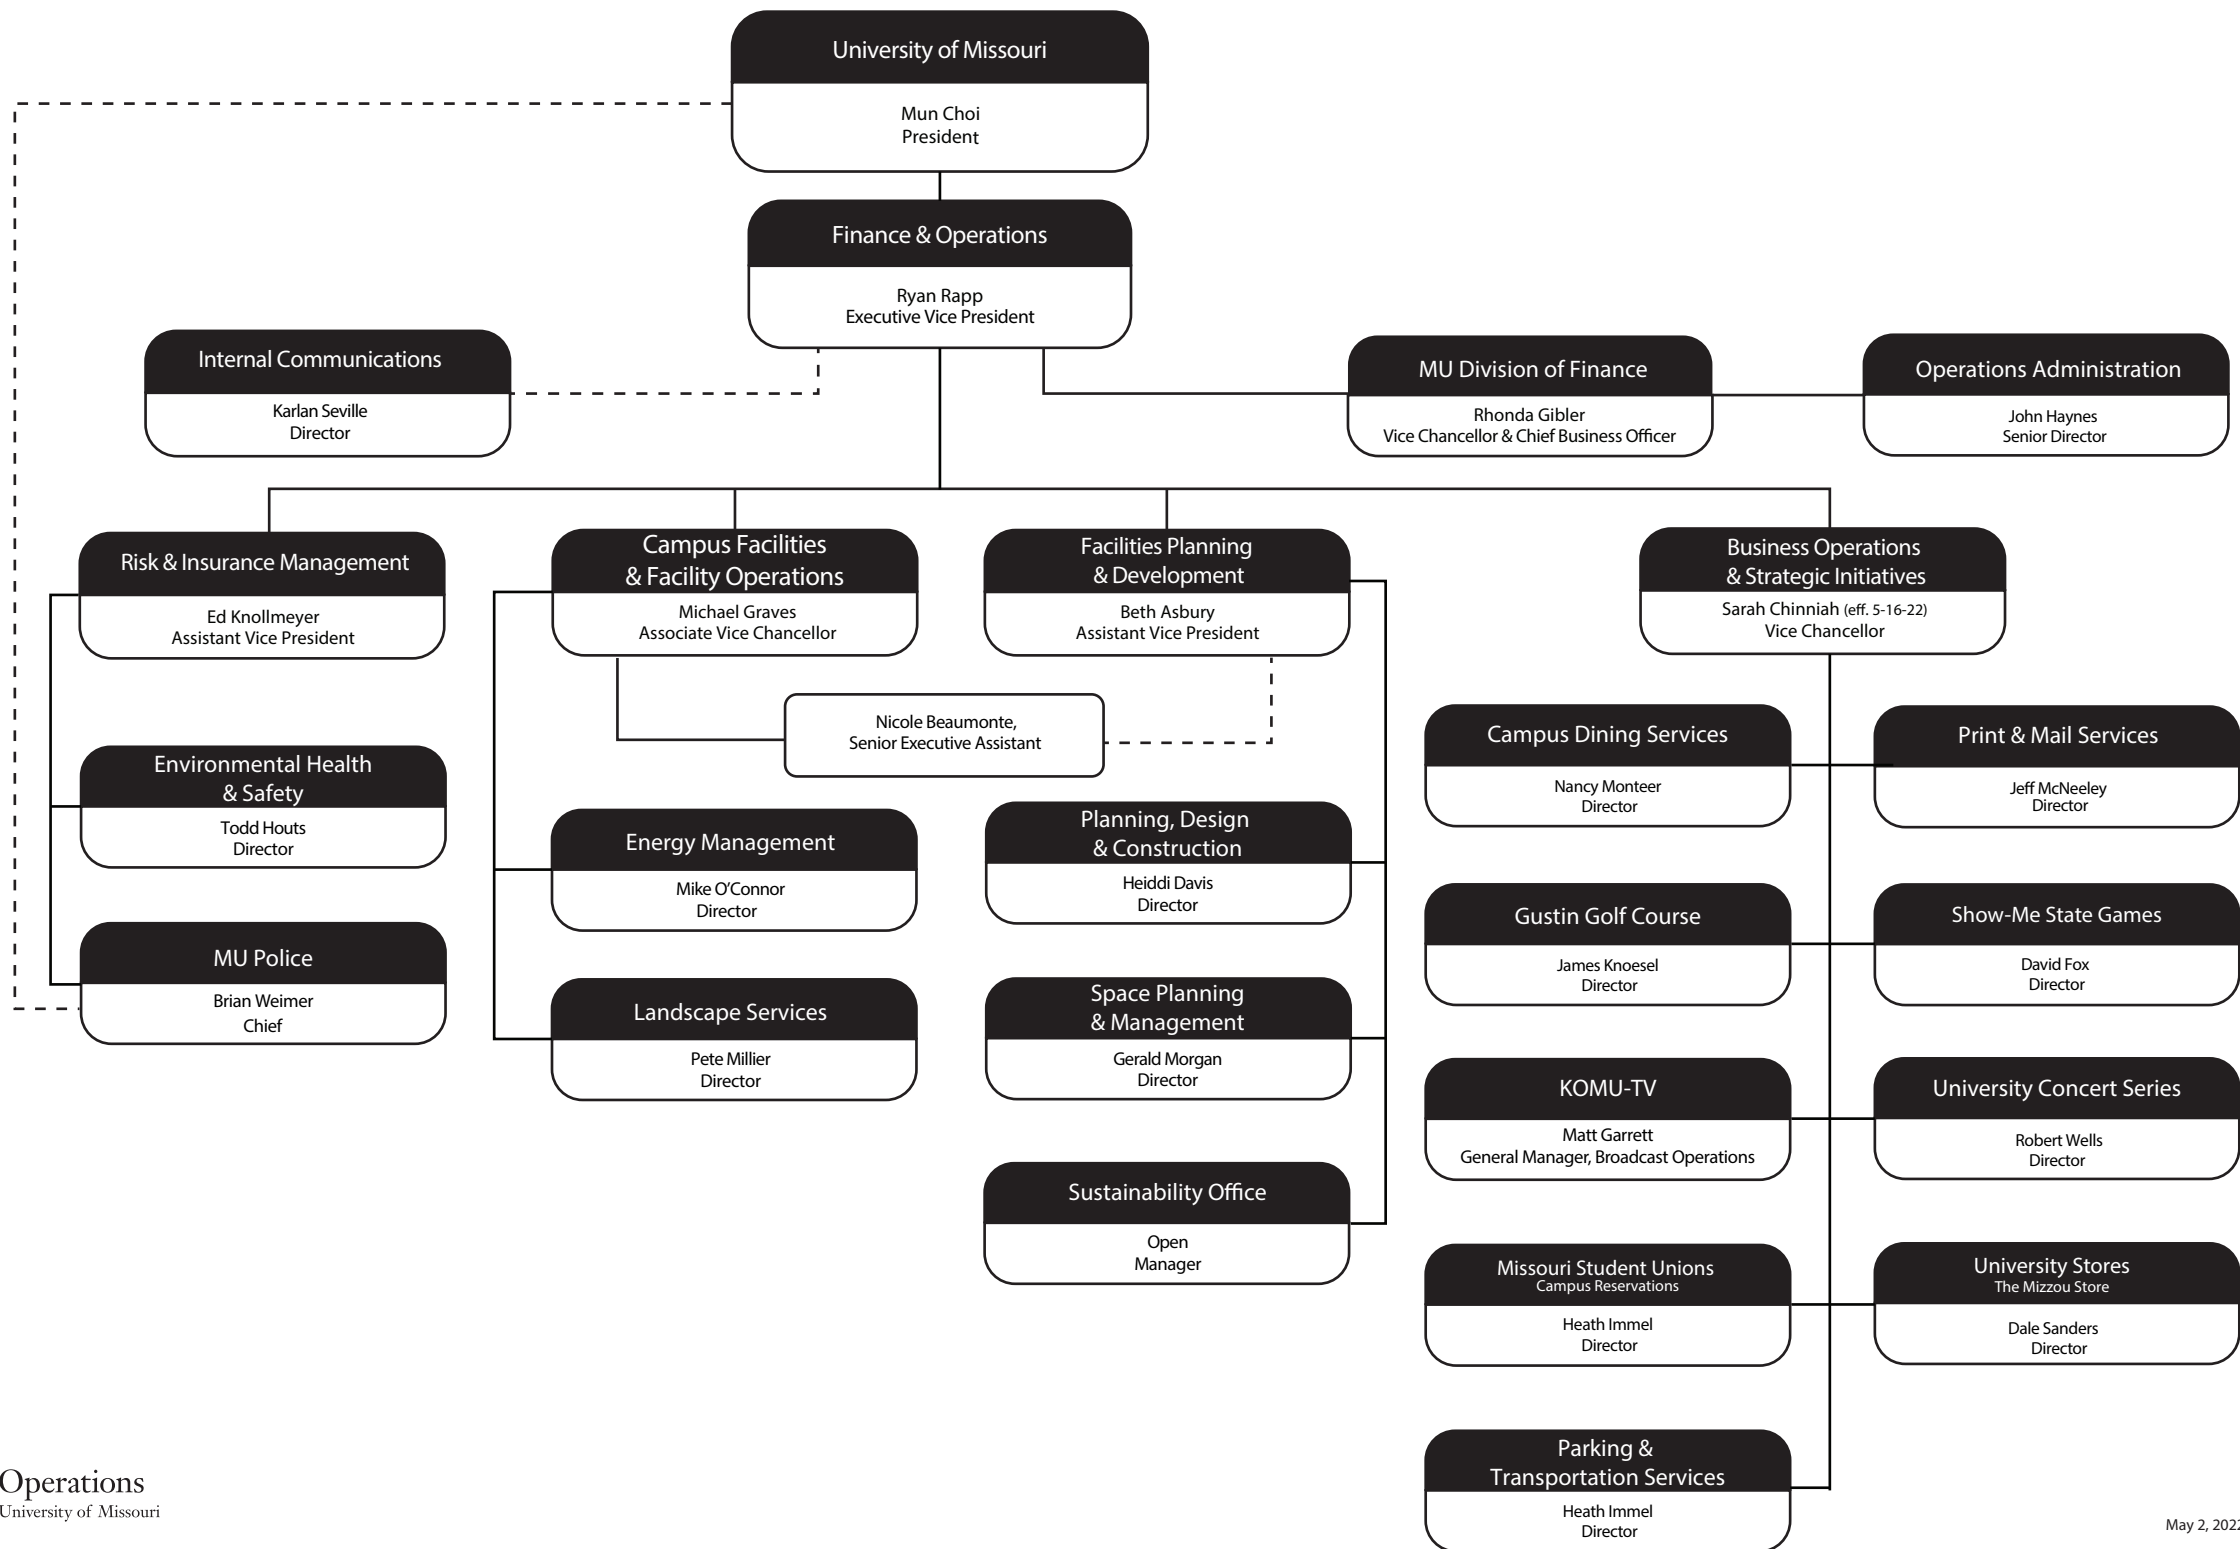 University of Missouri
Mun Choi
President
Finance & Operations
Ryan Rapp
Executive Vice President
Internal Communications
Karlan Seville
Director
MU Division of Finance
Rhonda Gibler
Vice Chancellor & Chief Business Officer
Operations Administration
John Haynes
Senior Director
Risk & Insurance Management
Ed Knollmeyer
Assistant Vice President
Campus Facilities
& Facility Operations
Michael Graves
Associate Vice Chancellor
Facilities Planning
& Development
Beth Asbury
Assistant Vice President
Business Operations
& Strategic Initiatives
Sarah Chinniah (eff. 5-16-22)
Vice Chancellor
Nicole Beaumonte,
Senior Executive Assistant
Environmental Health
& Safety
Todd Houts
Director
MU Police
Brian Weimer
Chief
Energy Management
Mike O’Connor
Director
Landscape Services
Pete Millier
Director
Planning, Design
& Construction
Heiddi Davis
Director
Space Planning
& Management
Gerald Morgan
Director
Sustainability Office
Open
Manager
Campus Dining Services
Nancy Monteer
Director
Print & Mail Services
Jeff McNeeley
Director
Gustin Golf Course
James Knoesel
Director
Show-Me State Games
David Fox
Director
KOMU-TV
Matt Garrett
General Manager, Broadcast Operations
University Concert Series
Robert Wells
Director
Missouri Student Unions
Campus Reservations
Heath Immel
Director
University Stores
The Mizzou Store
Dale Sanders
Director
Parking &
Transportation Services
Heath Immel
Director
Operations
University of Missouri
May 2, 2022